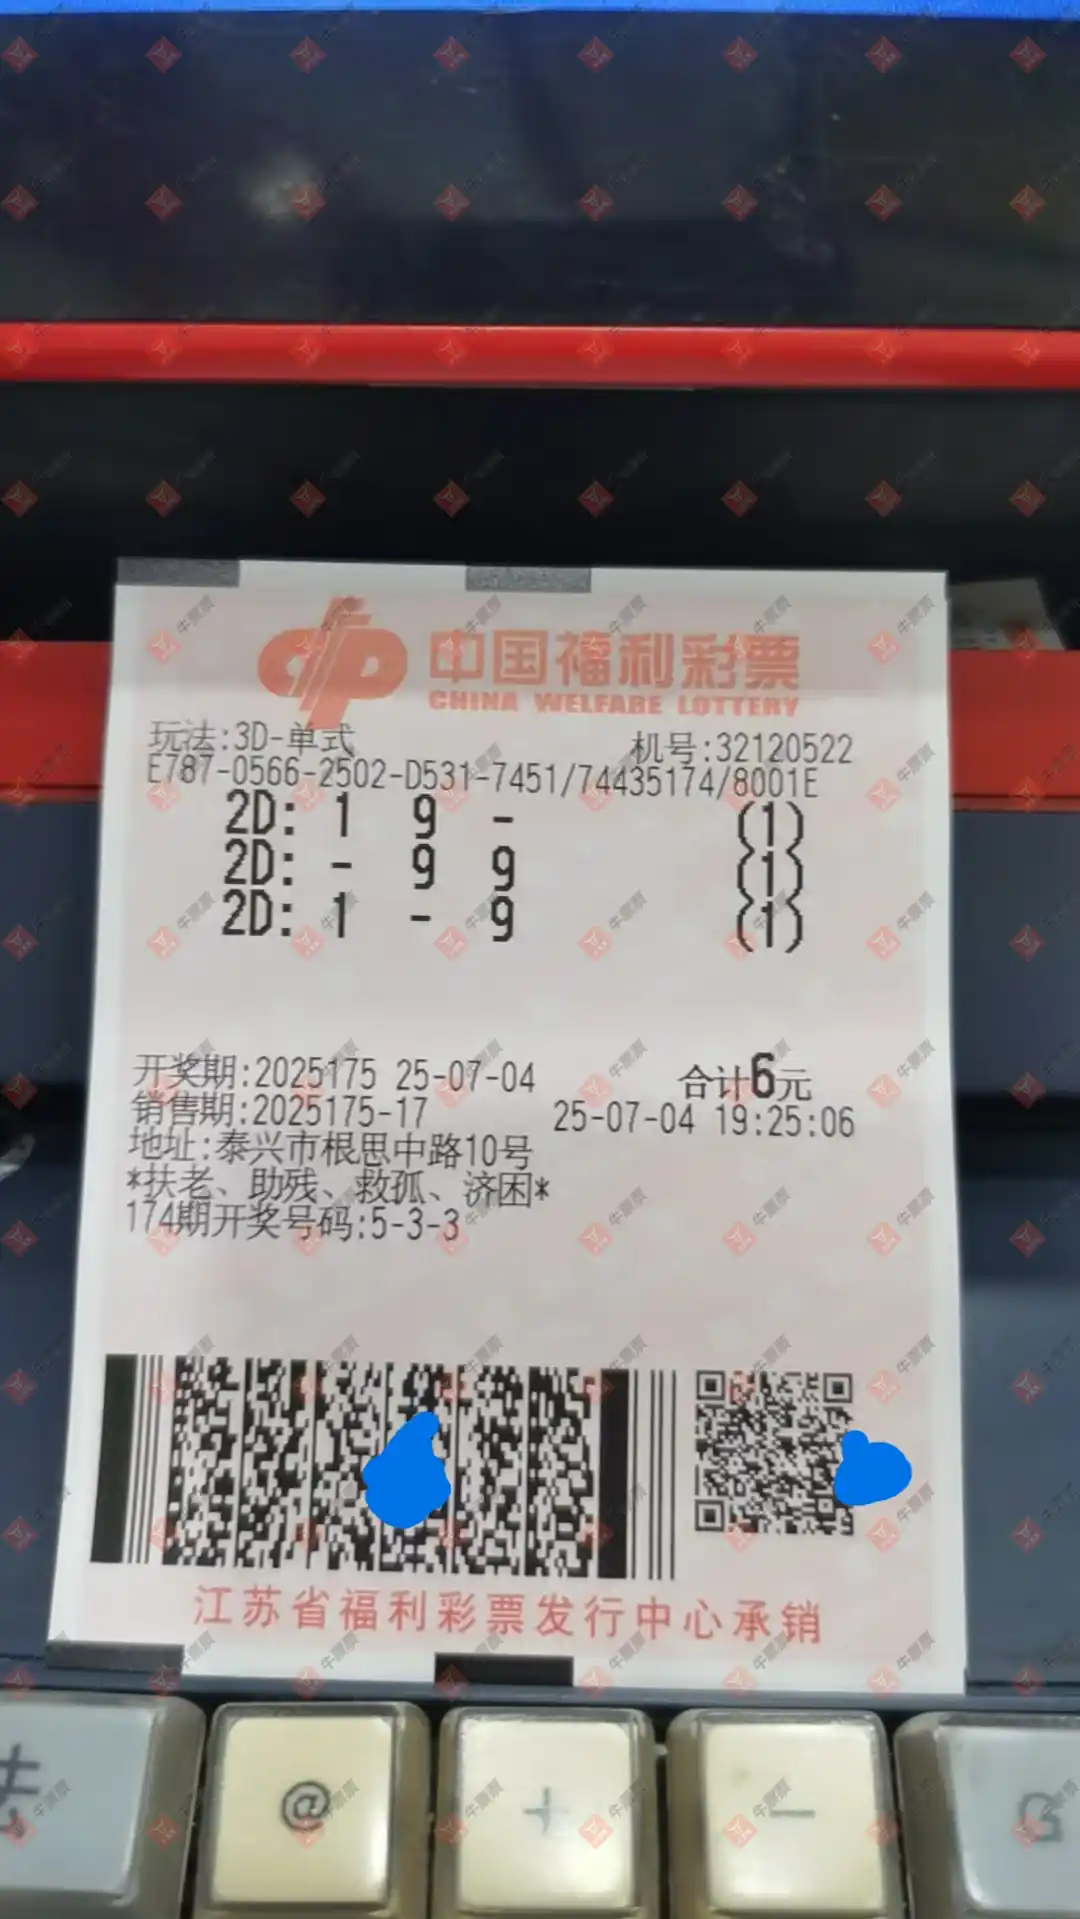 中国福利彩票
CHINA WELFARE LOTTERY
玩法:3D-单式 机号:32120522
E787-0566-2502-D531-7451/74435174/8001E
2D: 1 9 - (1)
2D: - 9 9 (1)
2D: 1 - 9 (1)
开奖期:2025175 25-07-04 合计6元
销售期:2025175-17 25-07-04 19:25:06
地址:泰兴市根思中路10号
*扶老、助残、救孤、济困*
174期开奖号码:5-3-3
江苏省福利彩票发行中心承销
@ + -
牛票票